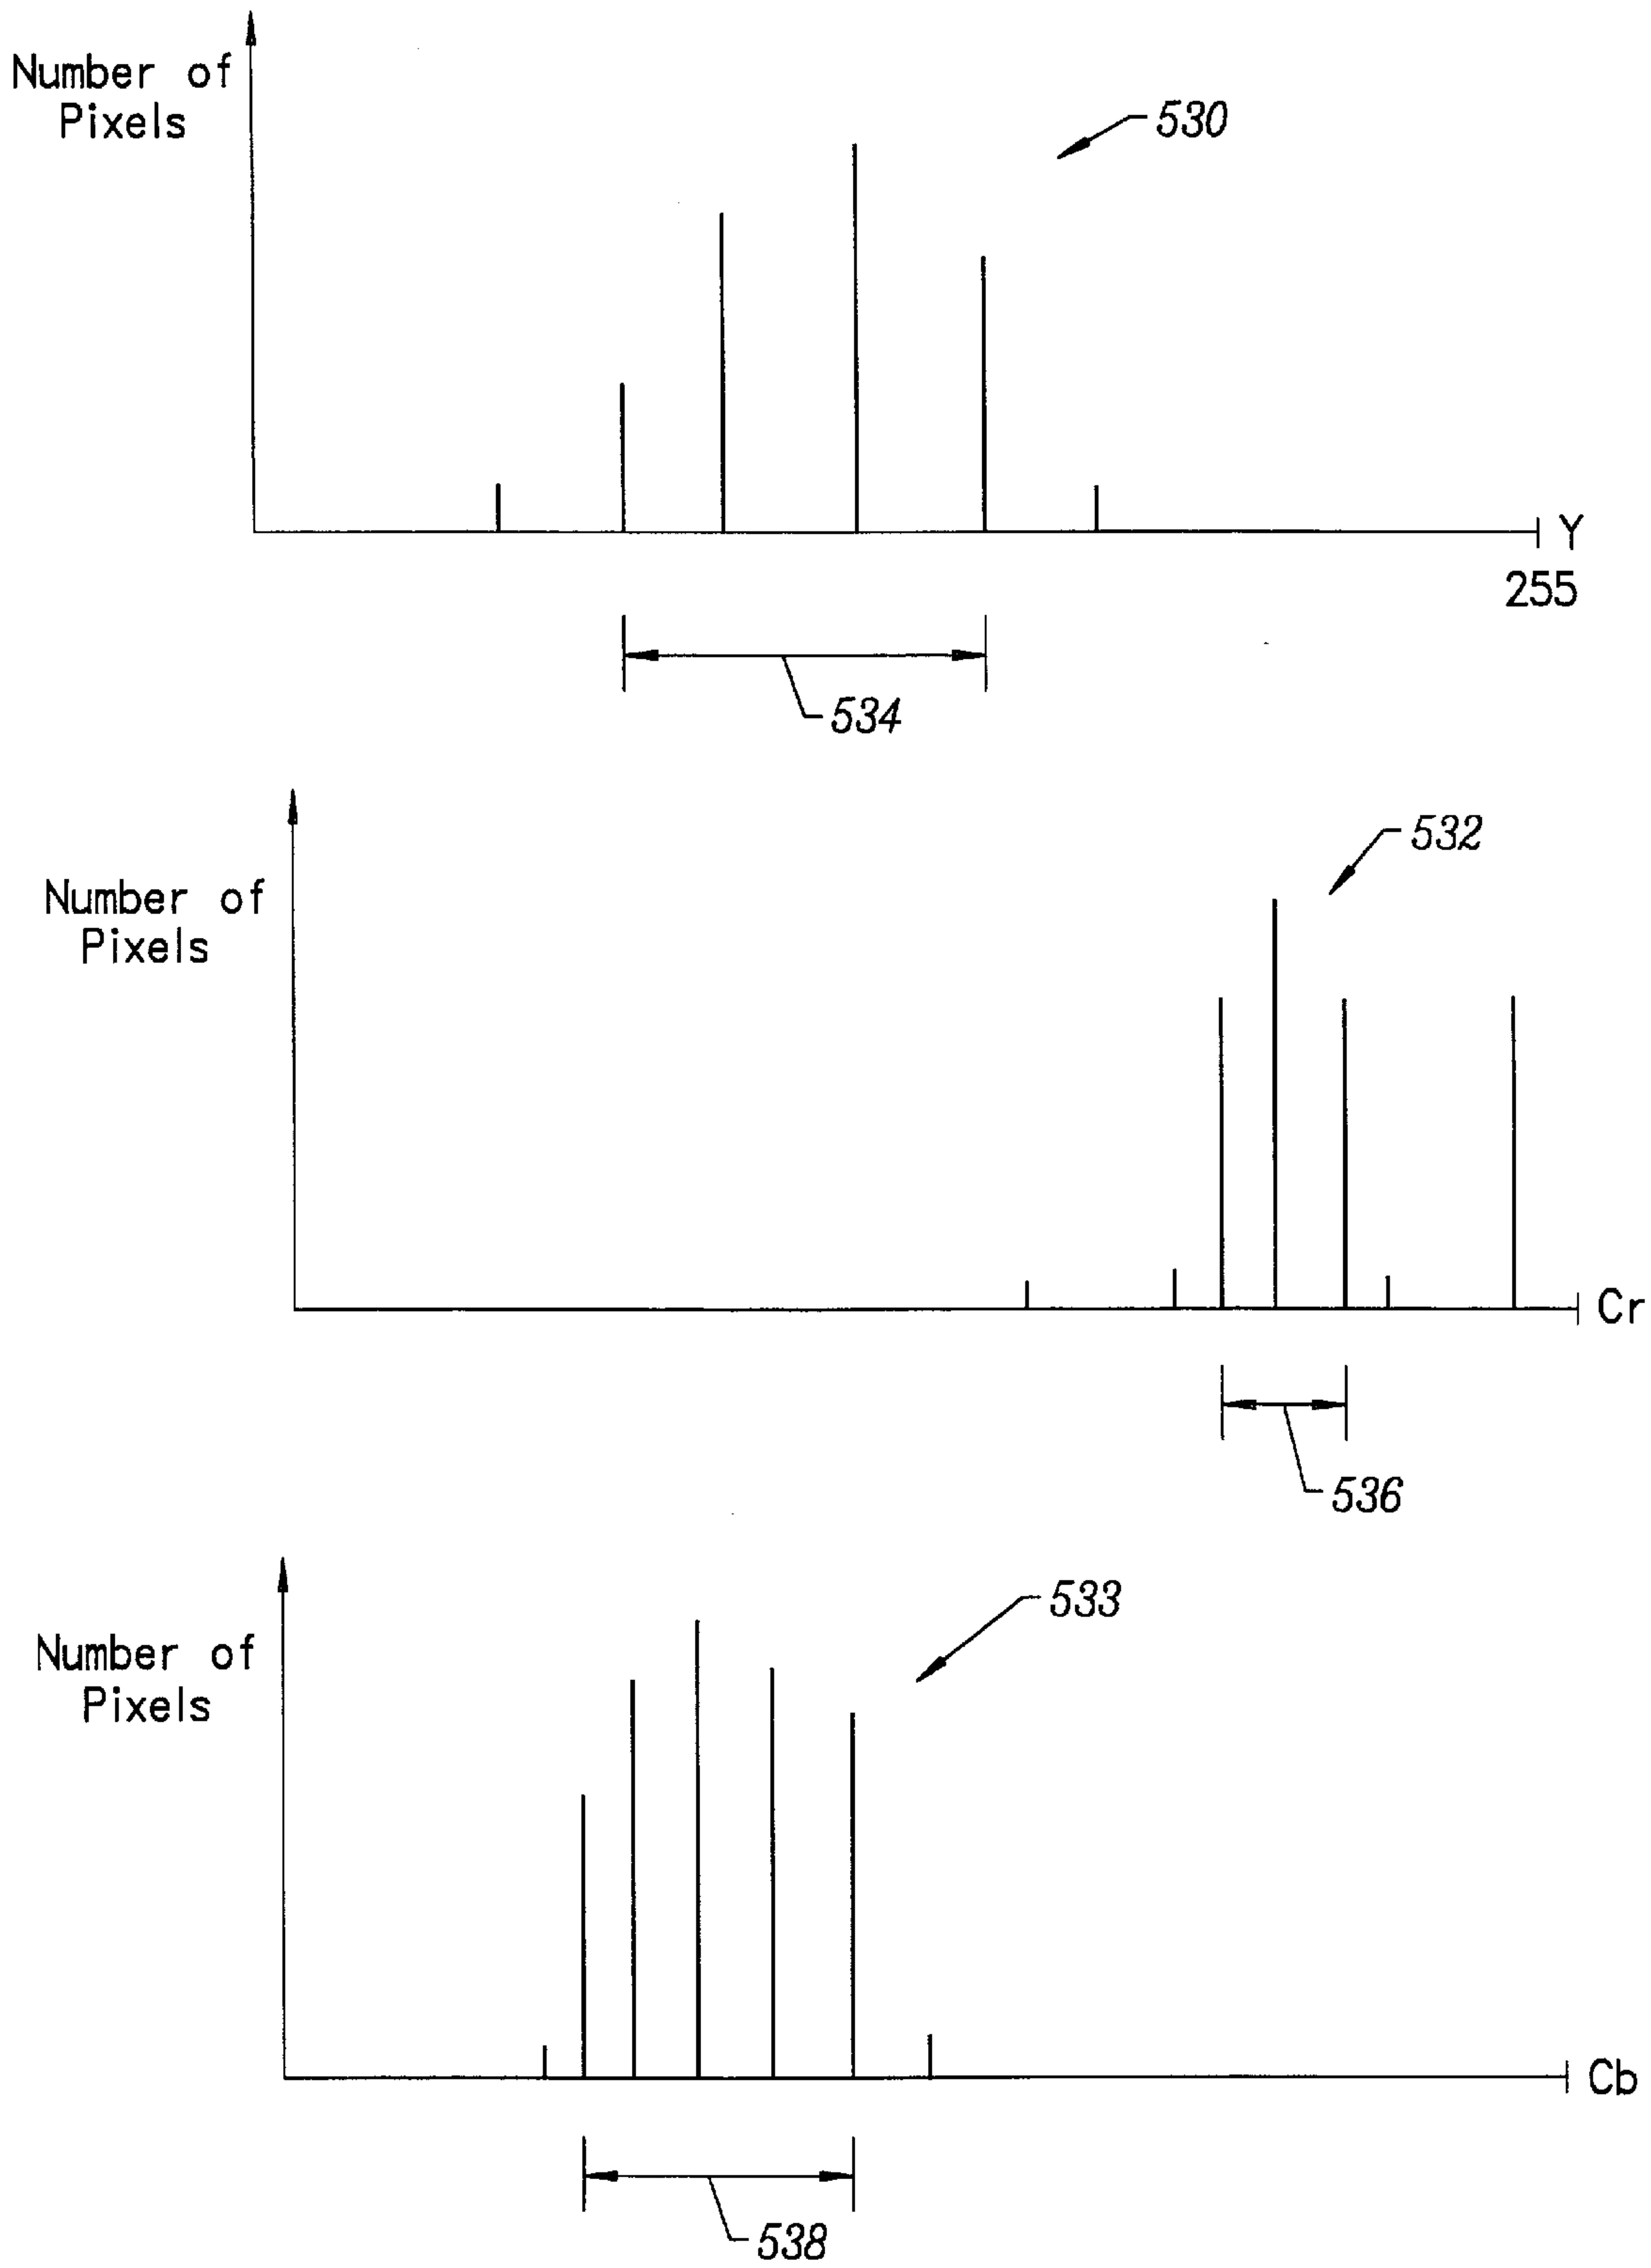 Number of
Pixels
530
Y
255
534
532
Number of
Pixels
Cr
536
533
Number of
Pixels
Cb
538